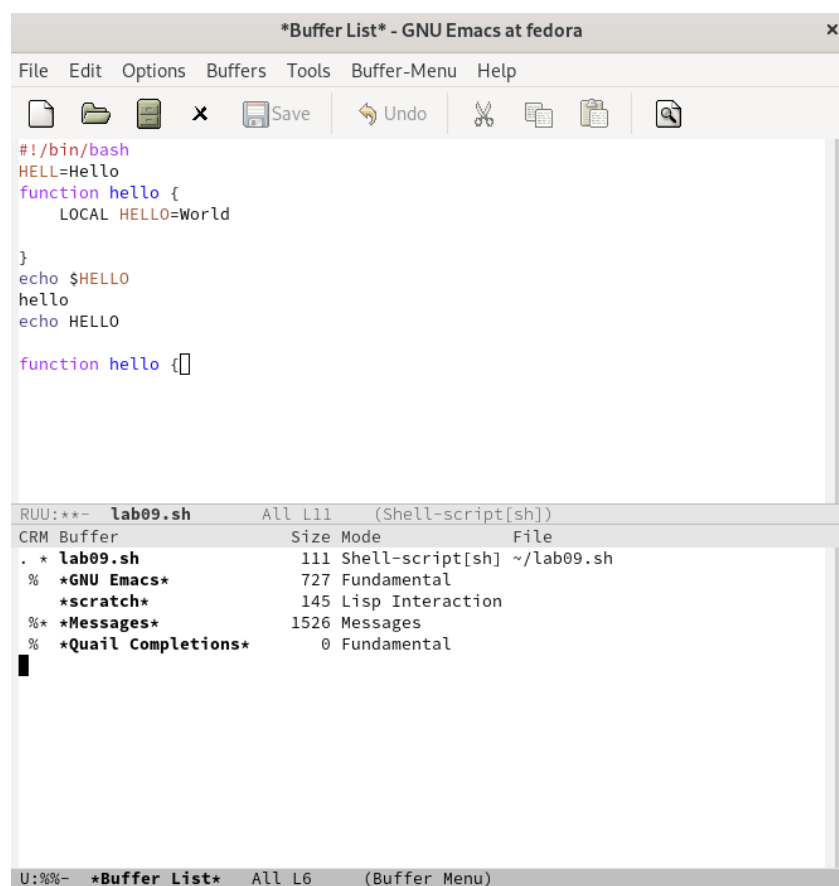 *Buffer List* - GNU Emacs at fedora ×
File Edit Options Buffers Tools Buffer-Menu Help
Save Undo
#!/bin/bash
HELL=Hello
function hello {
    LOCAL HELLO=World
}
echo $HELLO
hello
echo HELLO
function hello {
RUU:**-  lab09.sh       All L11    (Shell-script[sh])
CRM Buffer                Size Mode             File
. * lab09.sh               111 Shell-script[sh] ~/lab09.sh
 %  *GNU Emacs*            727 Fundamental
    *scratch*              145 Lisp Interaction
 %* *Messages*            1526 Messages
 %  *Quail Completions*      0 Fundamental
U:%%-  *Buffer List*   All L6     (Buffer Menu)